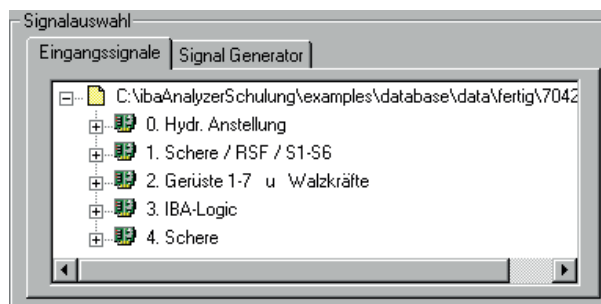 Signalauswahl
Eingangssignale Signal Generator
C:\ibaAnalyzerSchulung\examples\database\data\fertig\7042
0. Hydr. Anstellung
1. Schere / RSF / S1-S6
2. Gerüste 1-7 u Walzkräfte
3. IBA-Logic
4. Schere